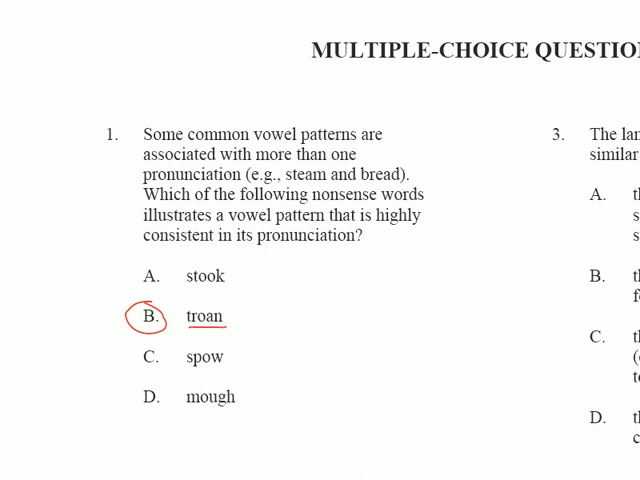 MULTIPLE-CHOICE QUESTIO
1. Some common vowel patterns are
associated with more than one
pronunciation (e.g., steam and bread).
Which of the following nonsense words
illustrates a vowel pattern that is highly
consistent in its pronunciation?
A. stook
B. troan
C. spow
D. mough
3. The lan
similar
A. t
s
s
B. t
f
C. t
(
t
D. t
c